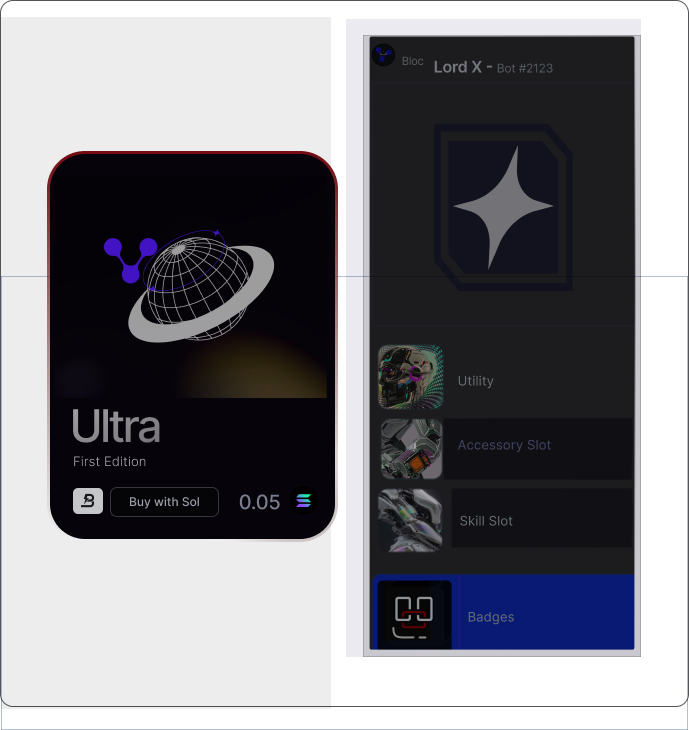 Ultra
First Edition
Buy with Sol
0.05
Bloc
Lord X - Bot #2123
Utility
Accessory Slot
Skill Slot
Badges